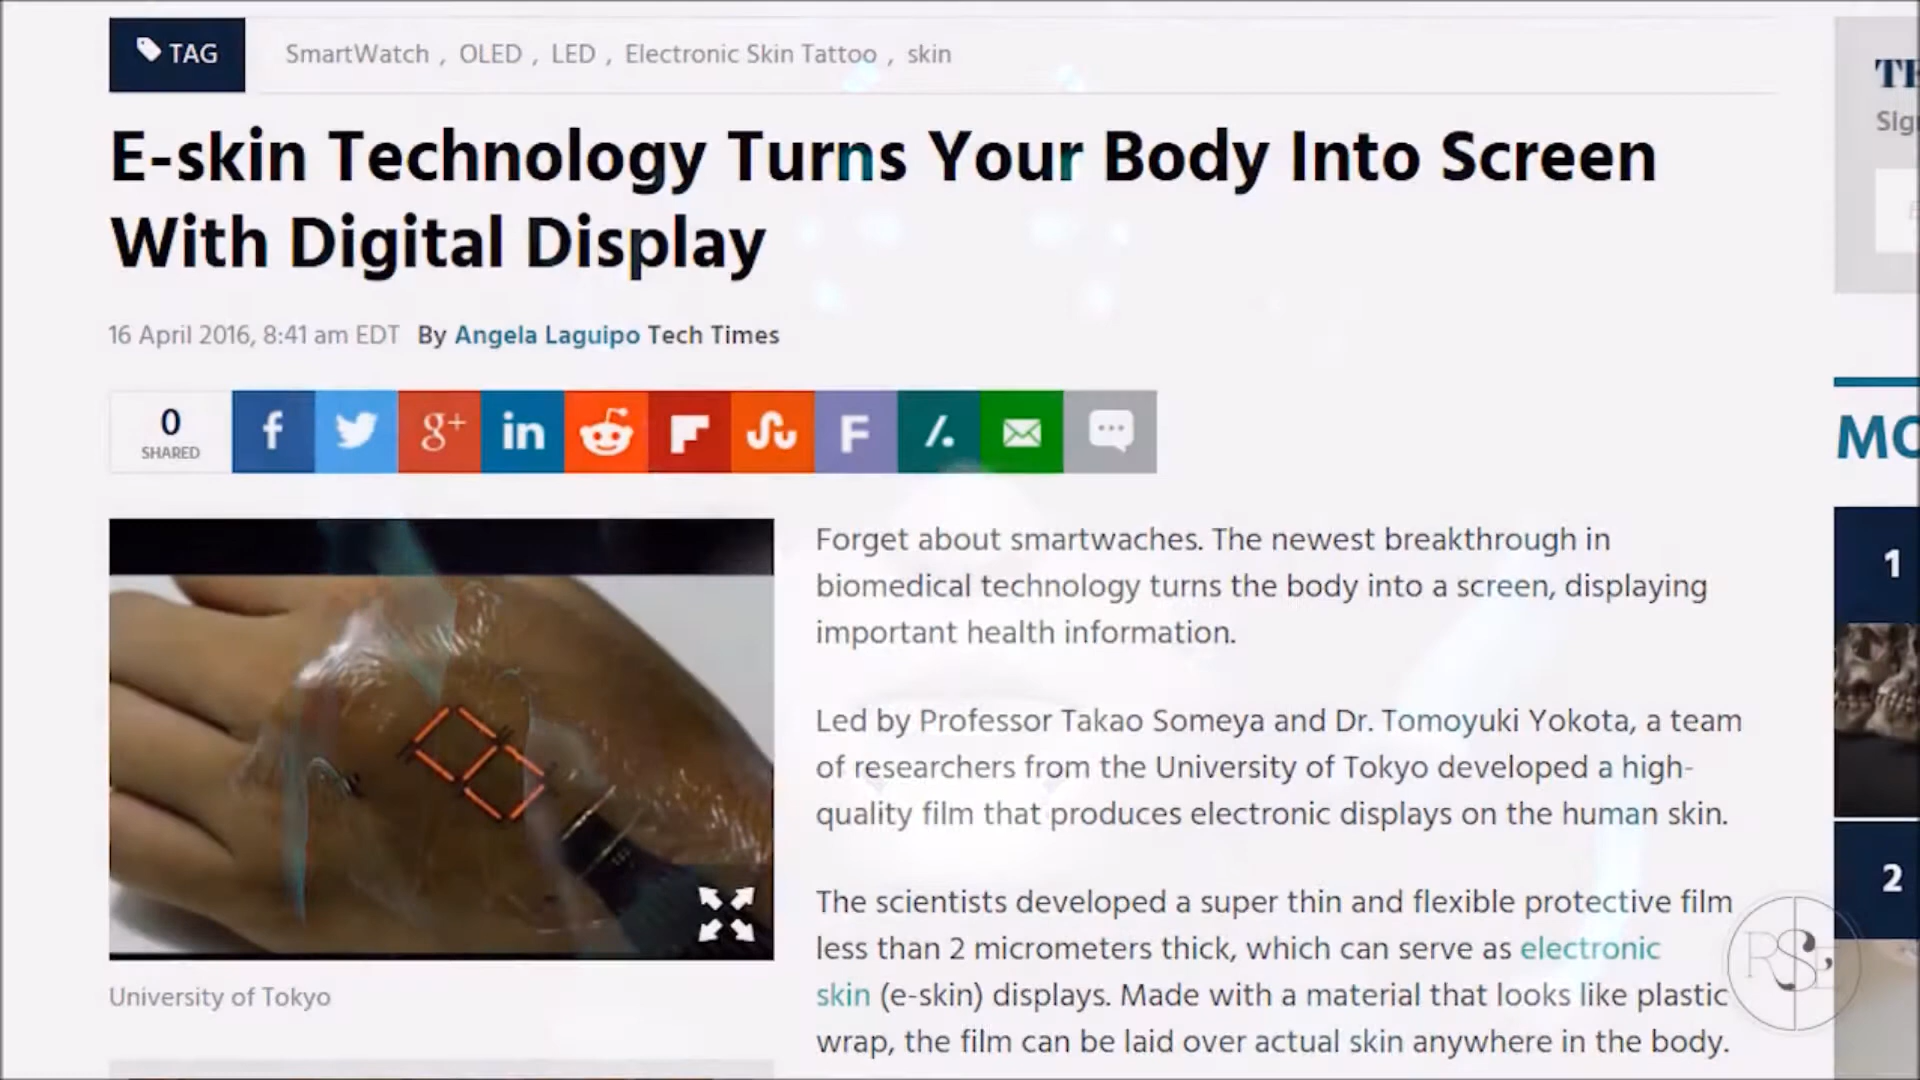 TAG
SmartWatch , OLED , LED , Electronic Skin Tattoo , skin
E-skin Technology Turns Your Body Into Screen
With Digital Display
16 April 2016, 8:41 am EDT By Angela Laguipo Tech Times
0
SHARED
f
g+
in
F
Forget about smartwaches. The newest breakthrough in
biomedical technology turns the body into a screen, displaying
important health information.
Led by Professor Takao Someya and Dr. Tomoyuki Yokota, a team
of researchers from the University of Tokyo developed a high-
quality film that produces electronic displays on the human skin.
The scientists developed a super thin and flexible protective film
less than 2 micrometers thick, which can serve as electronic
skin (e-skin) displays. Made with a material that looks like plastic
wrap, the film can be laid over actual skin anywhere in the body.
University of Tokyo
1
2